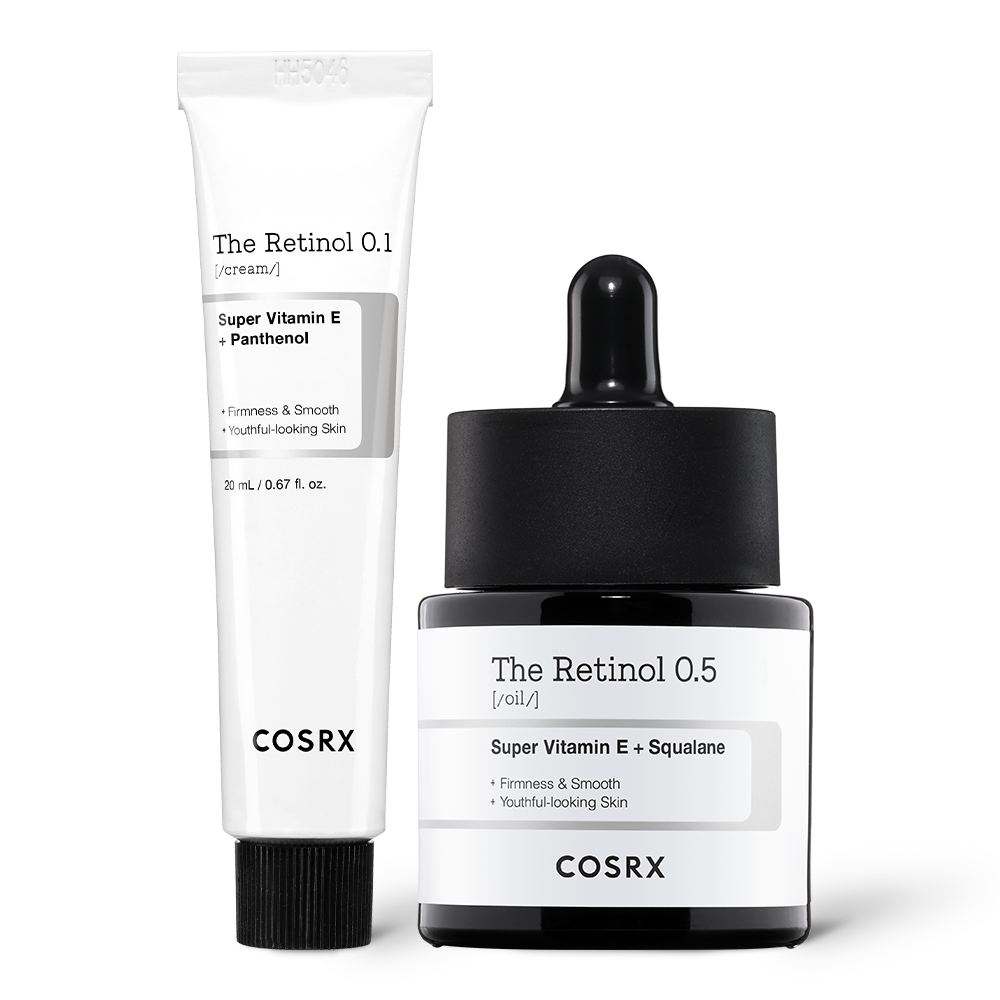 HH5046
The Retinol 0.1
[/cream/]
Super Vitamin E
+ Panthenol
+ Firmness & Smooth
+ Youthful-looking Skin
20 mL / 0.67 fl. oz.
COSRX
The Retinol 0.5
[/oil/]
Super Vitamin E + Squalane
+ Firmness & Smooth
+ Youthful-looking Skin
COSRX